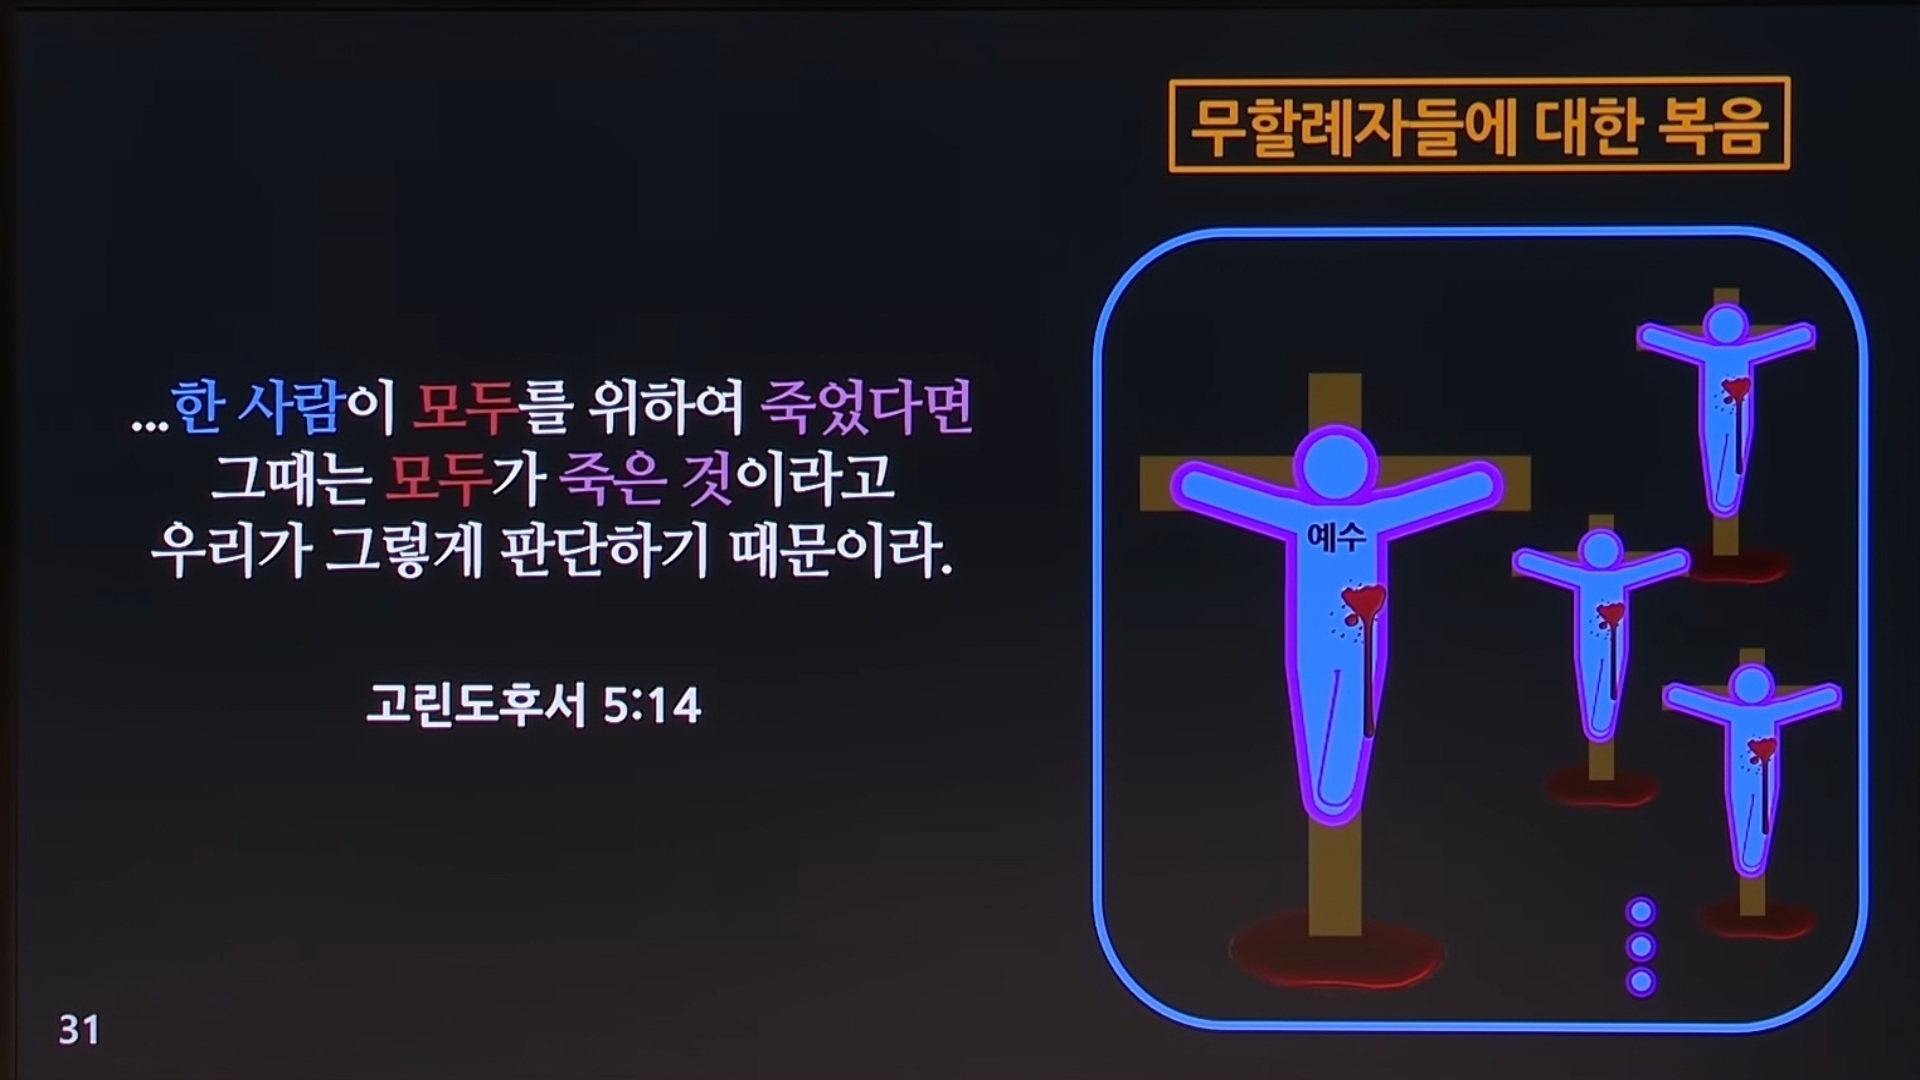 무할례자들에 대한 복음
...한 사람이 모두를 위하여 죽었다면
그때는 모두가 죽은 것이라고
우리가 그렇게 판단하기 때문이라.
고린도후서 5:14
예수
31